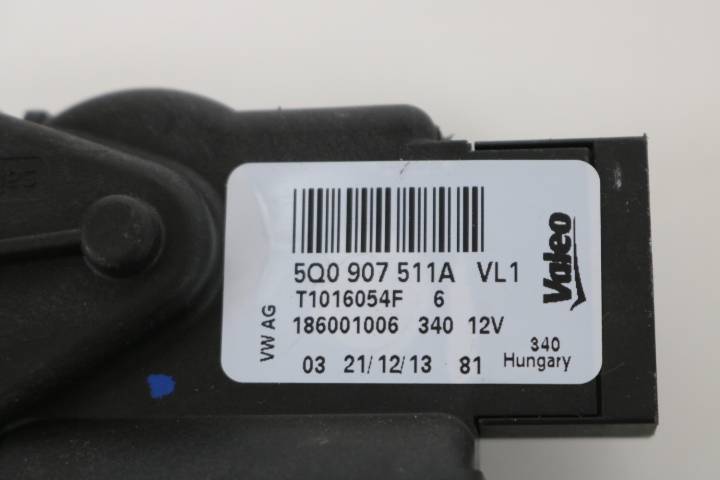 5Q0 907 511A VL1
T1016054F 6
186001006 340 12V
03 21/12/13 81
VW AG
Valeo
340
Hungary